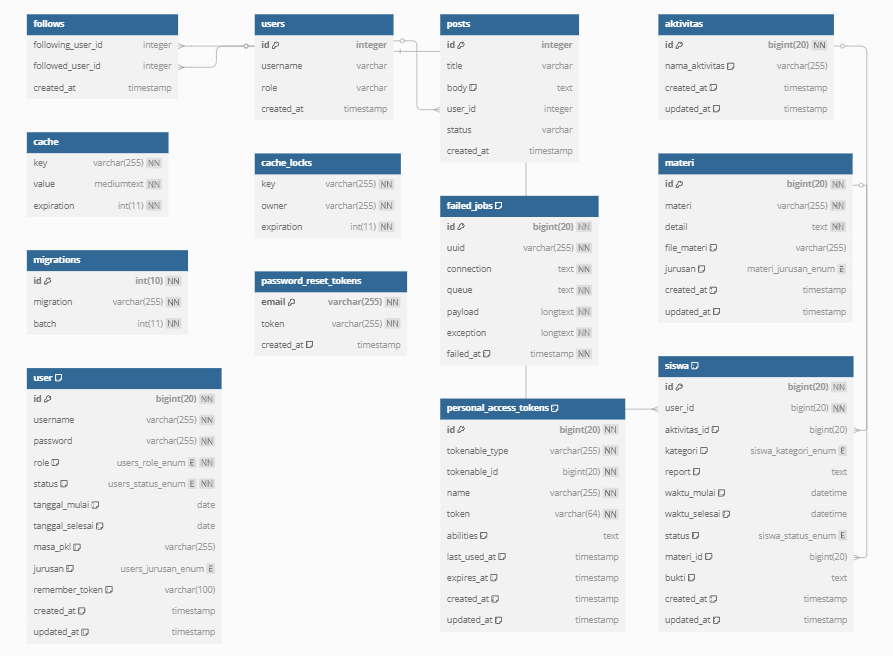 follows
following_user_id integer
followed_user_id integer
created_at timestamp
users
id integer
username varchar
role varchar
created_at timestamp
posts
id integer
title varchar
body text
user_id integer
status varchar
created_at timestamp
aktivitas
id bigint(20) NN
nama_aktivitas varchar(255)
created_at timestamp
updated_at timestamp
cache
key varchar(255) NN
value mediumtext NN
expiration int(11) NN
cache_locks
key varchar(255) NN
owner varchar(255) NN
expiration int(11) NN
materi
id bigint(20) NN
materi varchar(255) NN
detail text NN
file_materi varchar(255)
jurusan materi_jurusan_enum E
created_at timestamp
updated_at timestamp
failed_jobs
id bigint(20) NN
uuid varchar(255) NN
connection text NN
queue text NN
payload longtext NN
exception longtext NN
failed_at timestamp NN
migrations
id int(10) NN
migration varchar(255) NN
batch int(11) NN
password_reset_tokens
email varchar(255) NN
token varchar(255) NN
created_at timestamp
user
id bigint(20) NN
username varchar(255) NN
password varchar(255) NN
role users_role_enum E NN
status users_status_enum E NN
tanggal_mulai date
tanggal_selesai date
masa_pkl varchar(255)
jurusan users_jurusan_enum E
remember_token varchar(100)
created_at timestamp
updated_at timestamp
personal_access_tokens
id bigint(20) NN
tokenable_type varchar(255) NN
tokenable_id bigint(20) NN
name varchar(255) NN
token varchar(64) NN
abilities text
last_used_at timestamp
expires_at timestamp
created_at timestamp
updated_at timestamp
siswa
id bigint(20) NN
user_id bigint(20) NN
aktivitas_id bigint(20)
kategori siswa_kategori_enum E
report text
waktu_mulai datetime
waktu_selesai datetime
status siswa_status_enum E
materi_id bigint(20)
bukti text
created_at timestamp
updated_at timestamp